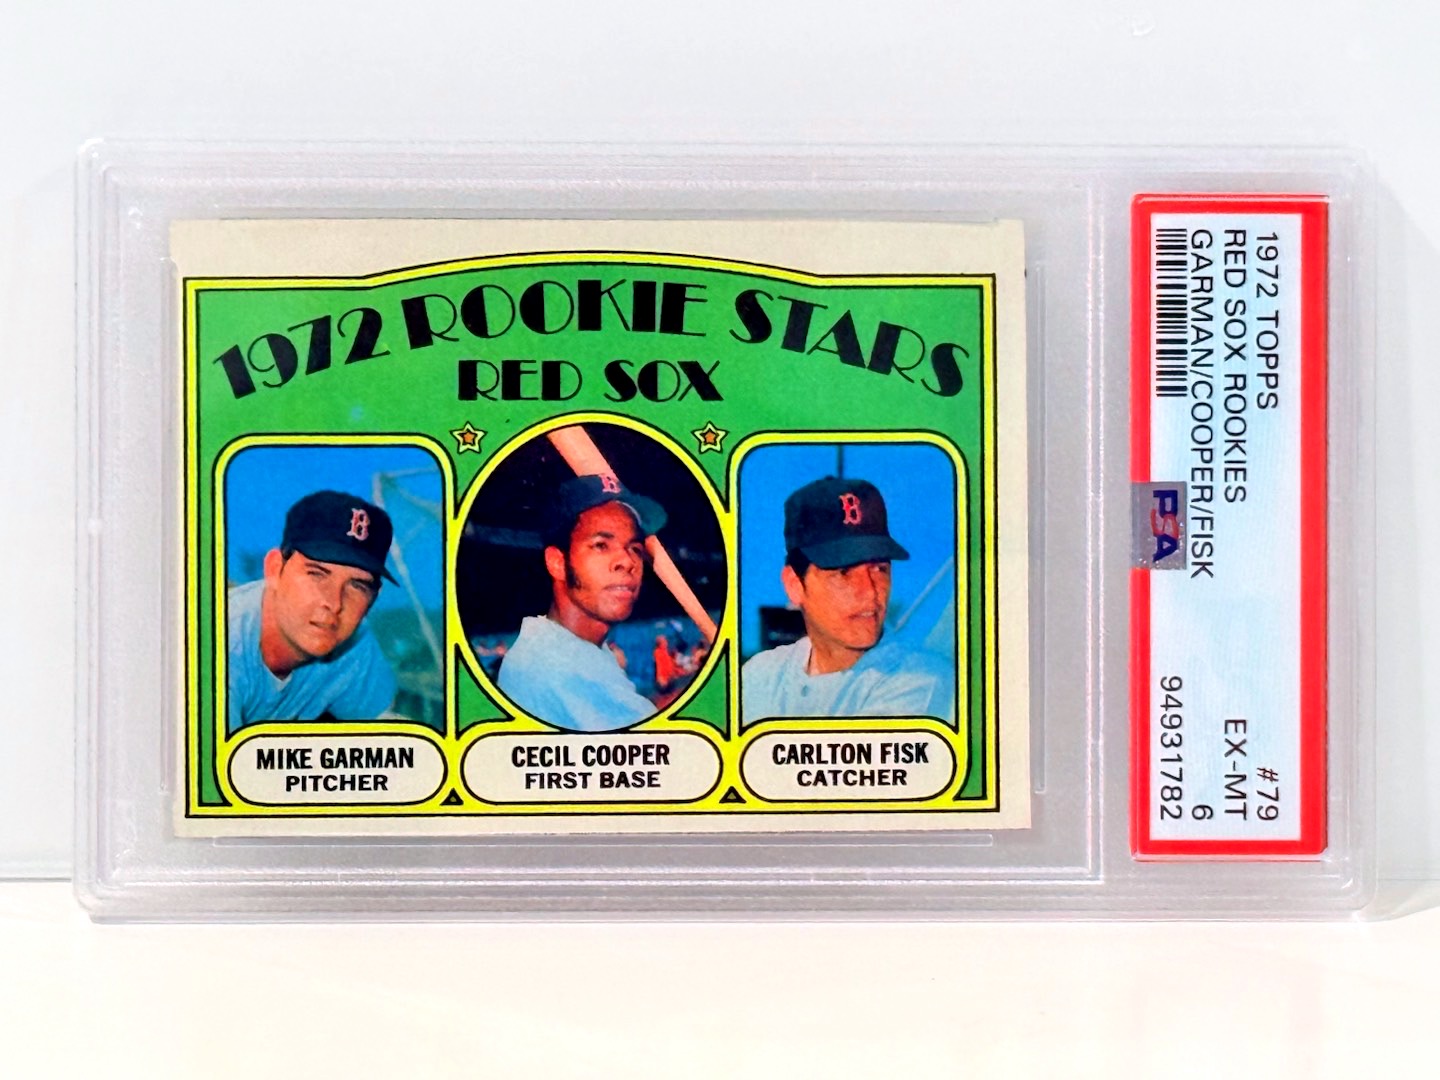 1972 ROOKIE STARS
RED SOX
B
B
B
MIKE GARMAN
PITCHER
CECIL COOPER
FIRST BASE
CARLTON FISK
CATCHER
1972 TOPPS #79
RED SOX ROOKIES EX-MT
GARMAN/COOPER/FISK 6
94931782
PSA